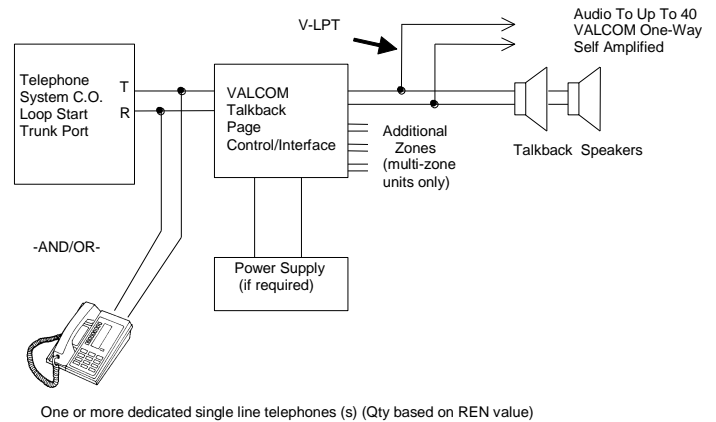 V-LPT
Audio To Up To 40
VALCOM One-Way
Self Amplified
Telephone
System C.O.
Loop Start
Trunk Port
T
R
VALCOM
Talkback
Page
Control/Interface
Additional
Zones
(multi-zone
units only)
Talkback Speakers
-AND/OR-
Power Supply
(if required)
One or more dedicated single line telephones (s) (Qty based on REN value)